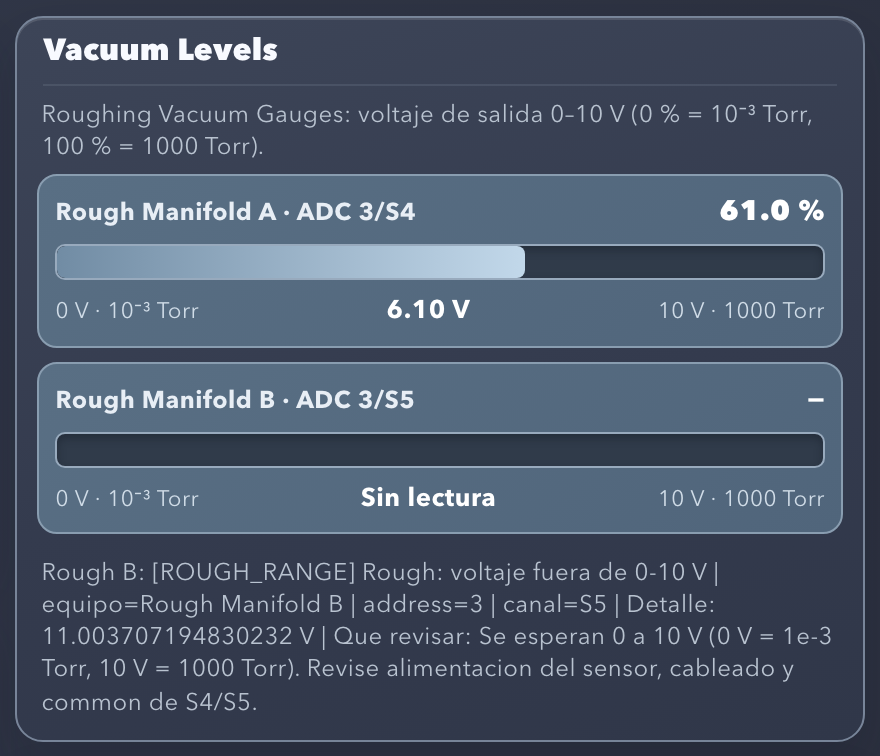 Vacuum Levels
Roughing Vacuum Gauges: voltaje de salida 0–10 V (0 % = 10⁻³ Torr,
100 % = 1000 Torr).
Rough Manifold A · ADC 3/S4
61.0 %
0 V · 10⁻³ Torr
6.10 V
10 V · 1000 Torr
Rough Manifold B · ADC 3/S5
—
0 V · 10⁻³ Torr
Sin lectura
10 V · 1000 Torr
Rough B: [ROUGH_RANGE] Rough: voltaje fuera de 0-10 V |
equipo=Rough Manifold B | address=3 | canal=S5 | Detalle:
11.003707194830232 V | Que revisar: Se esperan 0 a 10 V (0 V = 1e-3
Torr, 10 V = 1000 Torr). Revise alimentacion del sensor, cableado y
common de S4/S5.